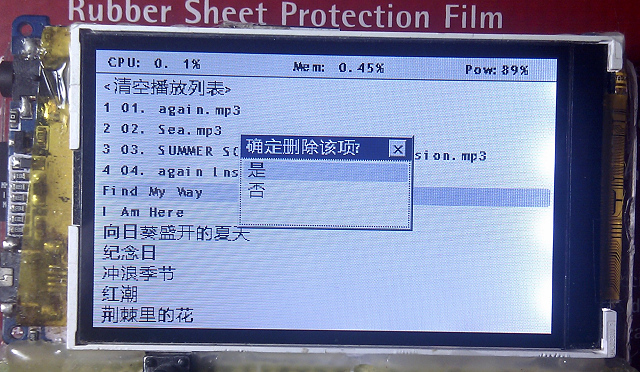 Rubber Sheet Protection Film
CPU: 0. 1% Mem: 0.45% Pow:89%
<清空播放列表>
1 01. again.mp3
2 02. Sea.mp3
3 03. SUMMER sion.mp3
4 04. again Ins
Find My Way
I Am Here
向日葵盛开的夏天
纪念日
冲浪季节
红潮
荆棘里的花
确定删除该项?
是
否